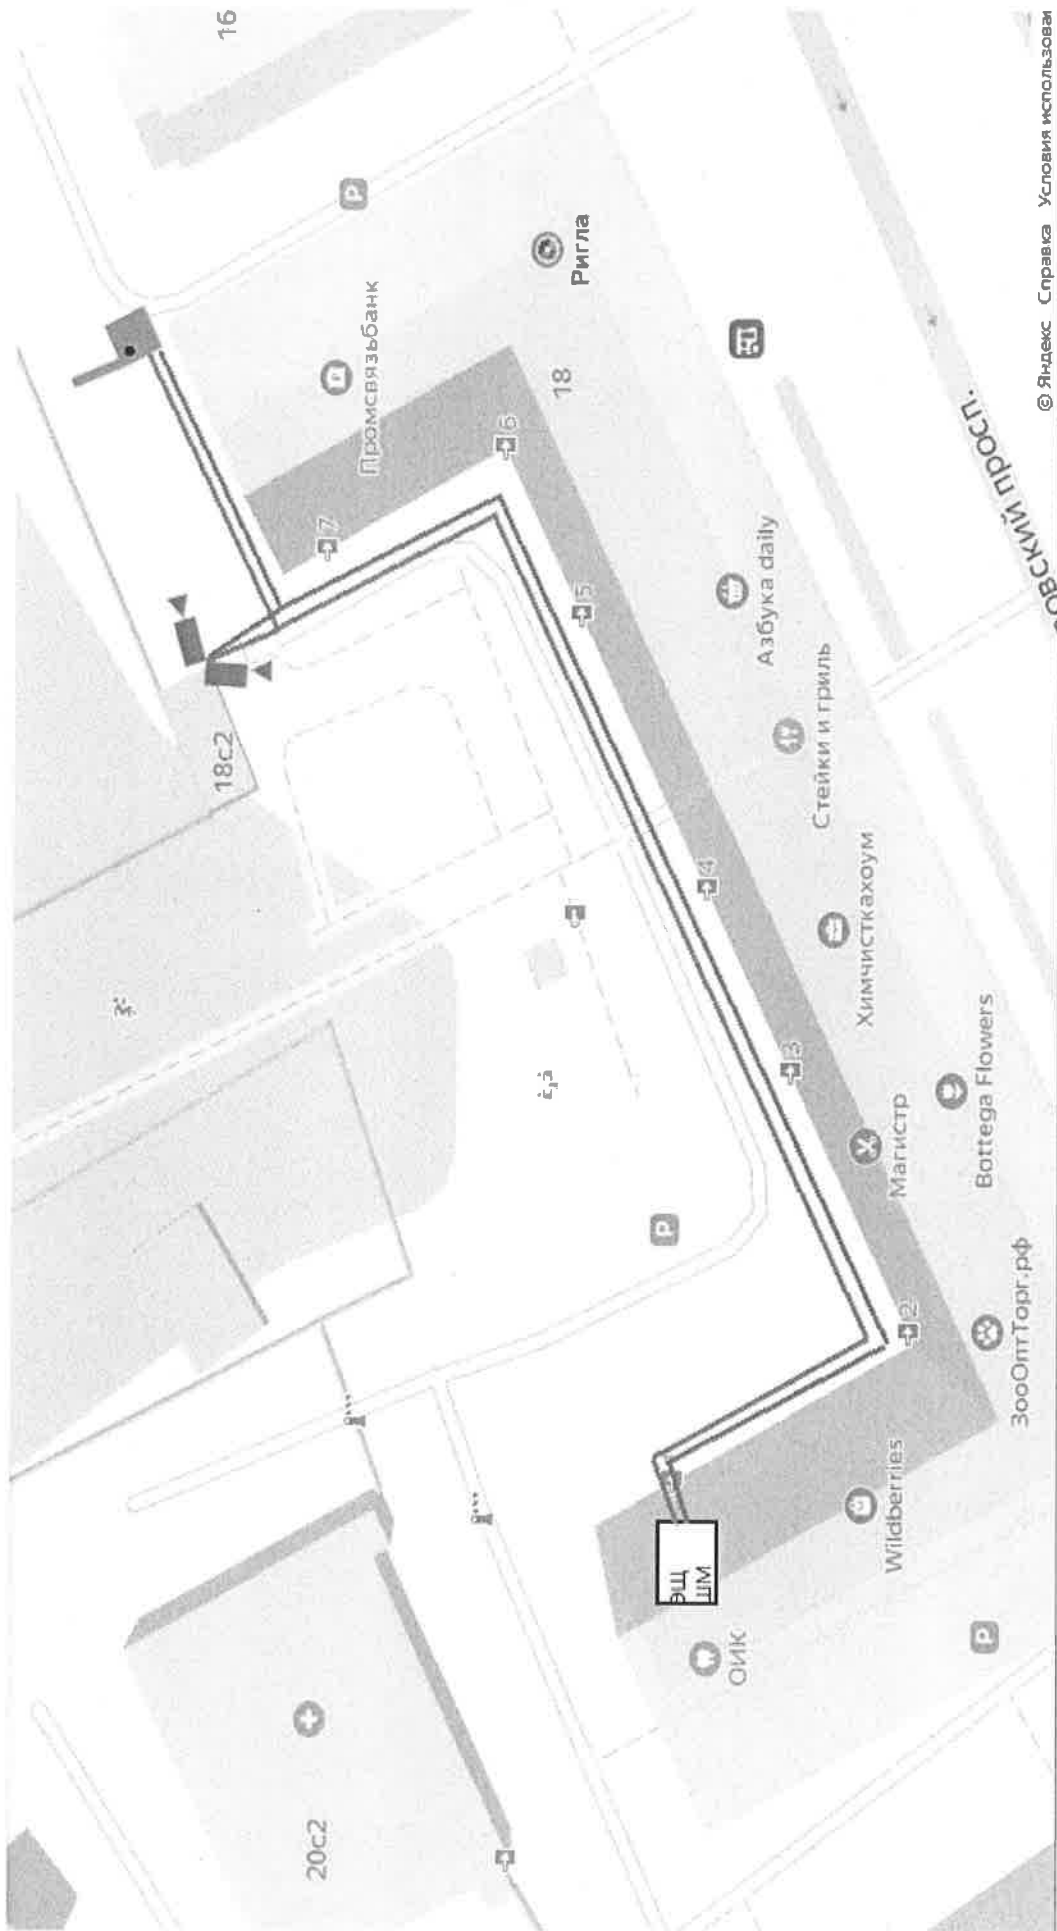 16
P
Промсвязьбанк
Ригла
7
6
18
18с2
5
Азбука daily
Стейки и гриль
4
Химчисткахоум
3
Bottega Flowers
Магистр
P
2
ЗооОптТорг.рф
Wildberries
ЭЩ
ШМ
ОИК
P
20с2
ОВСКИЙ ПРОСП.
© Яндекс Справка Условия использован